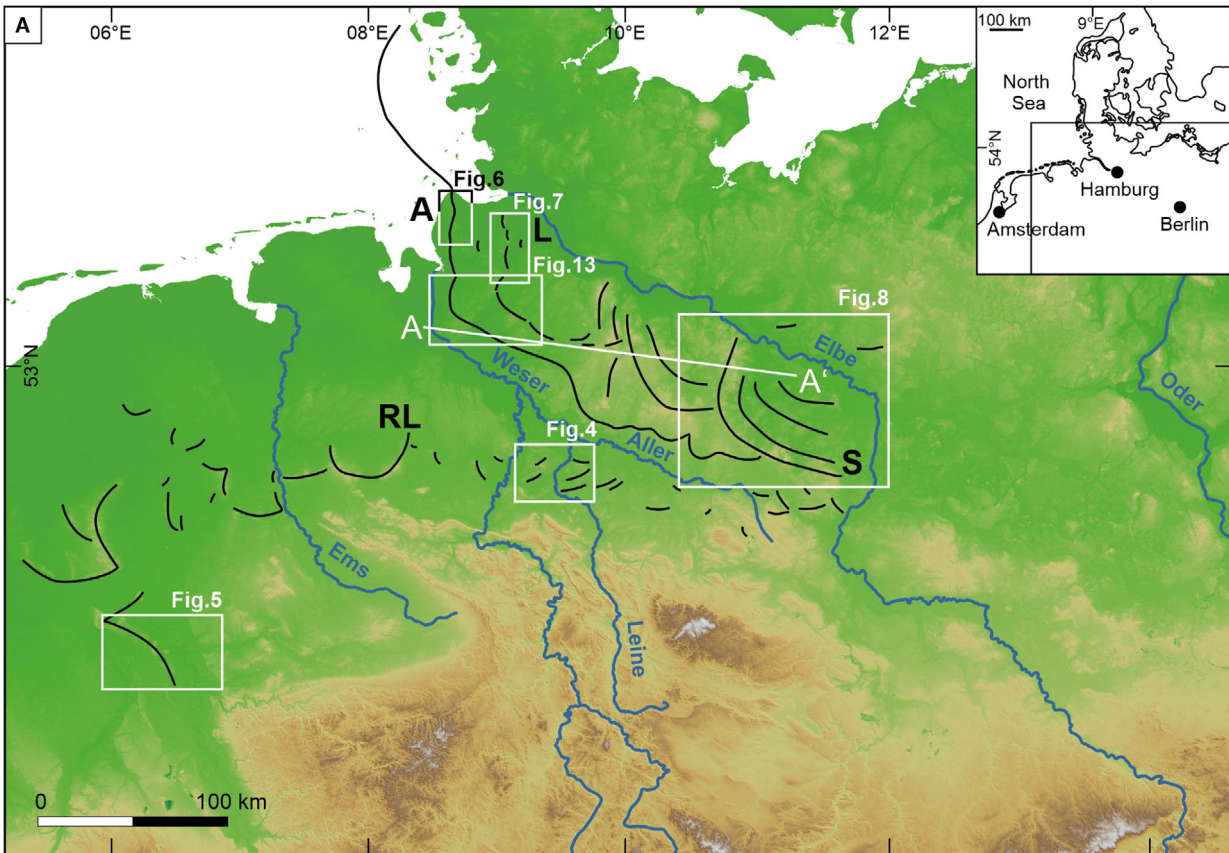 A
06°E
08°E
10°E
12°E
100 km
9°E
North
Sea
54°N
Hamburg
Amsterdam
Berlin
Fig.6
A
Fig.7
L
Fig.13
Fig.8
A
Elbe
53°N
Weser
A‘
Oder
RL
Fig.4
Aller
S
Ems
Fig.5
Leine
0
100 km